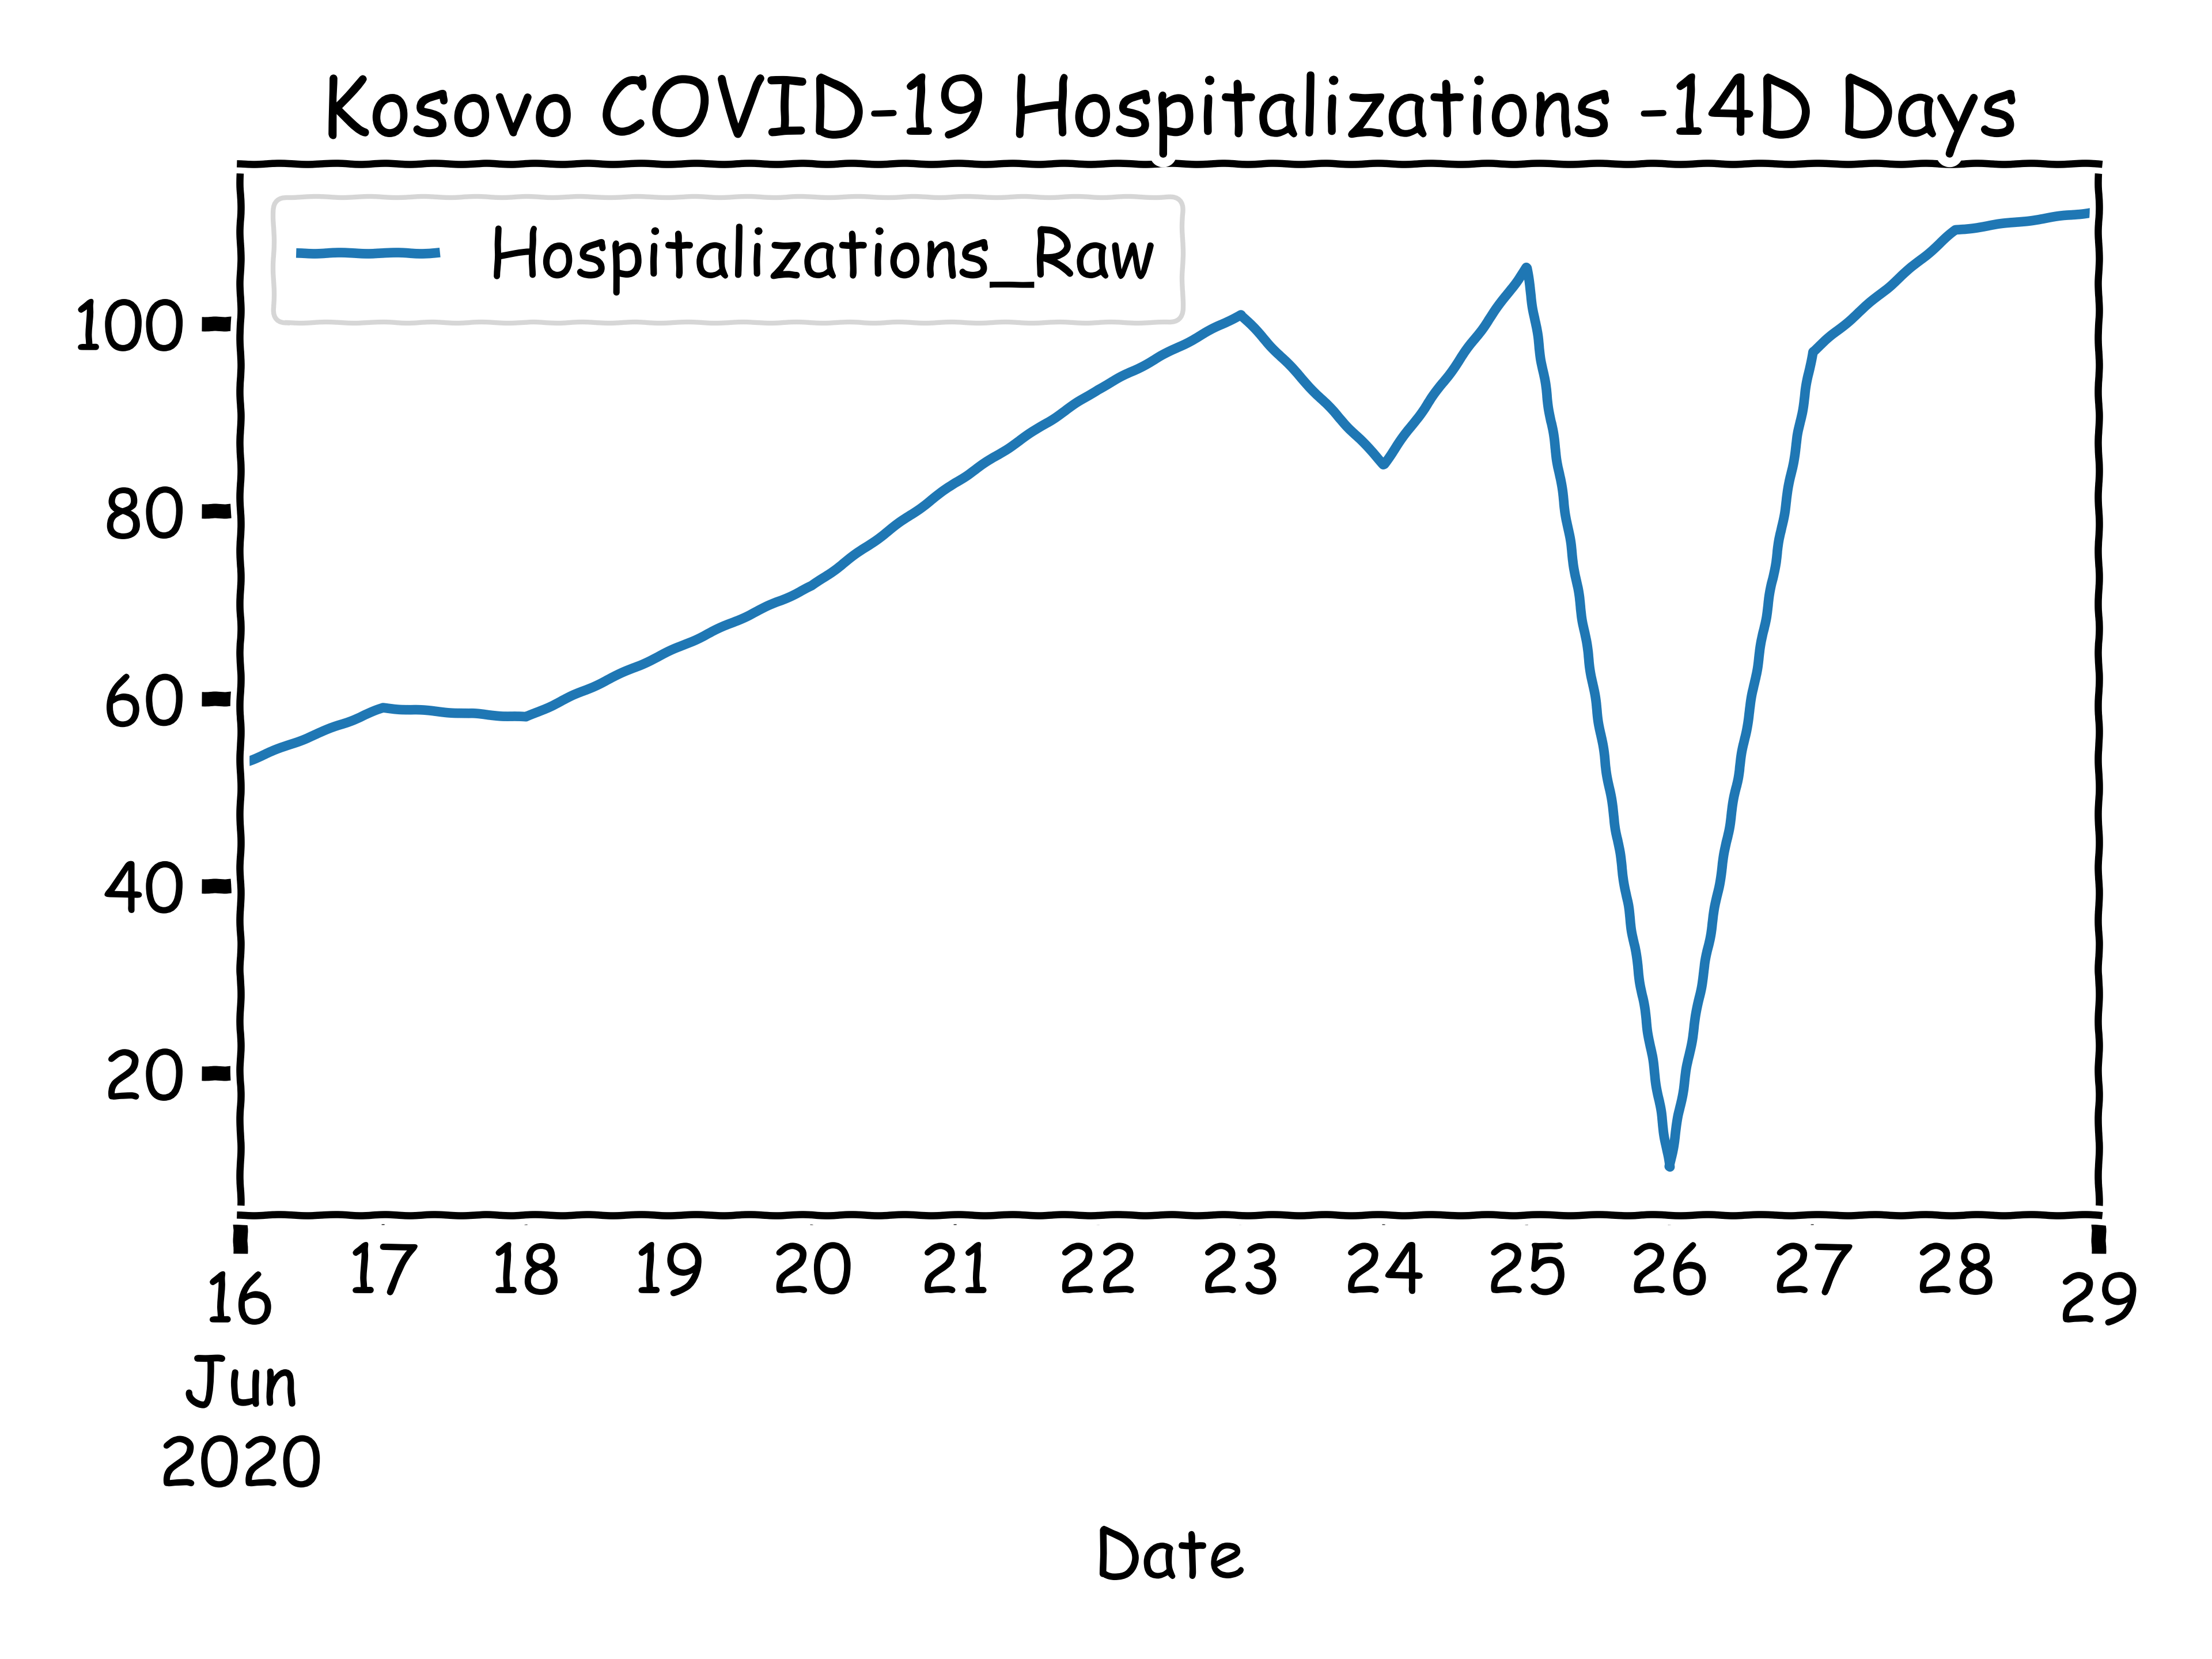 Kosovo COVID-19 Hospitalizations -14D Days
Hospitalizations_Raw
100
80
60
40
20
16 17 18 19 20 21 22 23 24 25 26 27 28 29
Jun
2020
Date